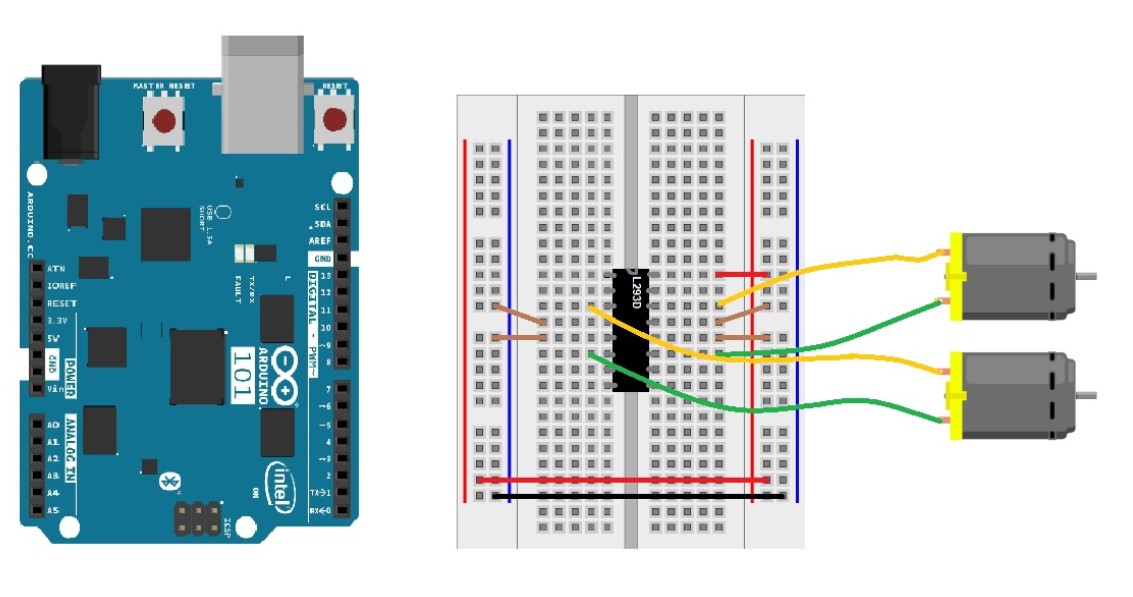 MASTER RESET
RESET
ARDUINO.CC
USB 1.5A
SHORT
SCL
SDA
AREF
GND
13
12
11
10
~9
8
DIGITAL - PWM~
7
~6
~5
4
~3
2
TX→1
RX←0
L
TX/RX
FAULT
ATN
IOREF
RESET
3.3V
5V
GND
Vin
POWER
A0
A1
A2
A3
A4
A5
ANALOG IN
ARDUINO
101
intel
ON
ICSP
L293D